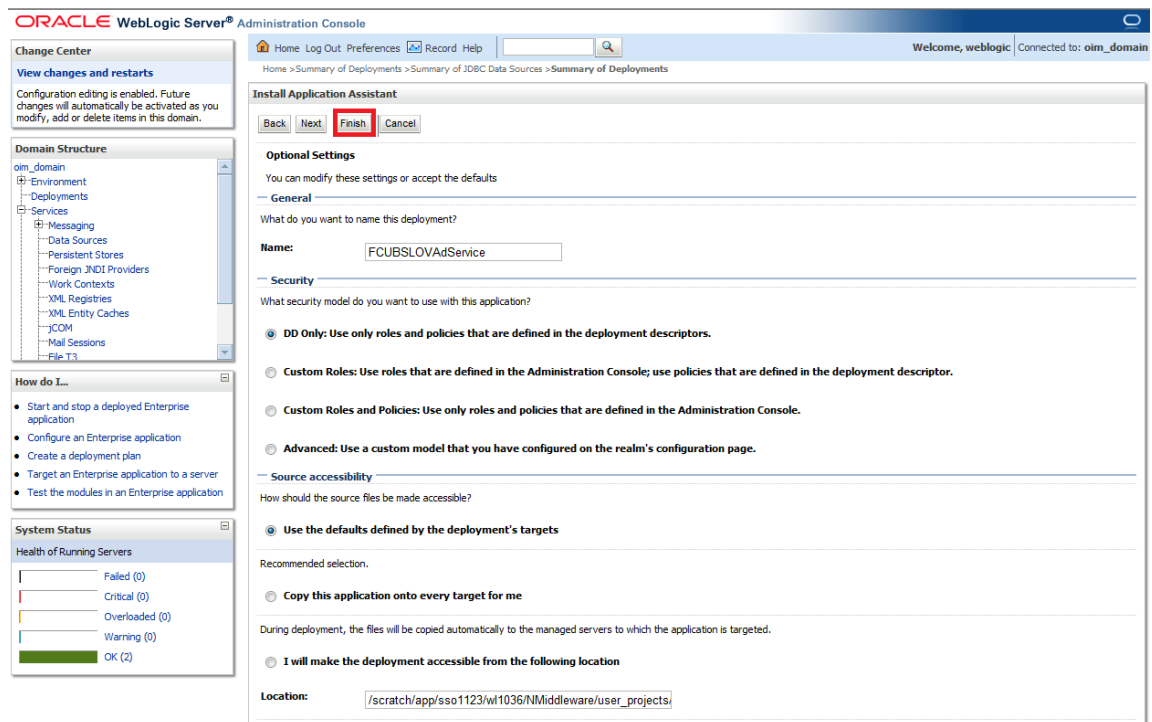 ORACLE WebLogic Server® Administration Console
Change Center
View changes and restarts
Configuration editing is enabled. Future
changes will automatically be activated as you
modify, add or delete items in this domain.
Domain Structure
oim_domain
Environment
Deployments
Services
Messaging
Data Sources
Persistent Stores
Foreign JNDI Providers
Work Contexts
XML Registries
XML Entity Caches
jCOM
Mail Sessions
File T3
How do I...
Start and stop a deployed Enterprise
application
Configure an Enterprise application
Create a deployment plan
Target an Enterprise application to a server
Test the modules in an Enterprise application
System Status
Health of Running Servers
Failed (0)
Critical (0)
Overloaded (0)
Warning (0)
OK (2)
Home Log Out Preferences Record Help
Welcome, weblogic Connected to: oim_domain
Home >Summary of Deployments >Summary of JDBC Data Sources >Summary of Deployments
Install Application Assistant
Back Next Finish Cancel
Optional Settings
You can modify these settings or accept the defaults
General
What do you want to name this deployment?
Name: FCUBSLOVAdService
Security
What security model do you want to use with this application?
DD Only: Use only roles and policies that are defined in the deployment descriptors.
Custom Roles: Use roles that are defined in the Administration Console; use policies that are defined in the deployment descriptor.
Custom Roles and Policies: Use only roles and policies that are defined in the Administration Console.
Advanced: Use a custom model that you have configured on the realm's configuration page.
Source accessibility
How should the source files be made accessible?
Use the defaults defined by the deployment's targets
Recommended selection.
Copy this application onto every target for me
During deployment, the files will be copied automatically to the managed servers to which the application is targeted.
I will make the deployment accessible from the following location
Location: /scratch/app/sso1123/wl1036/NMiddleware/user_projects/